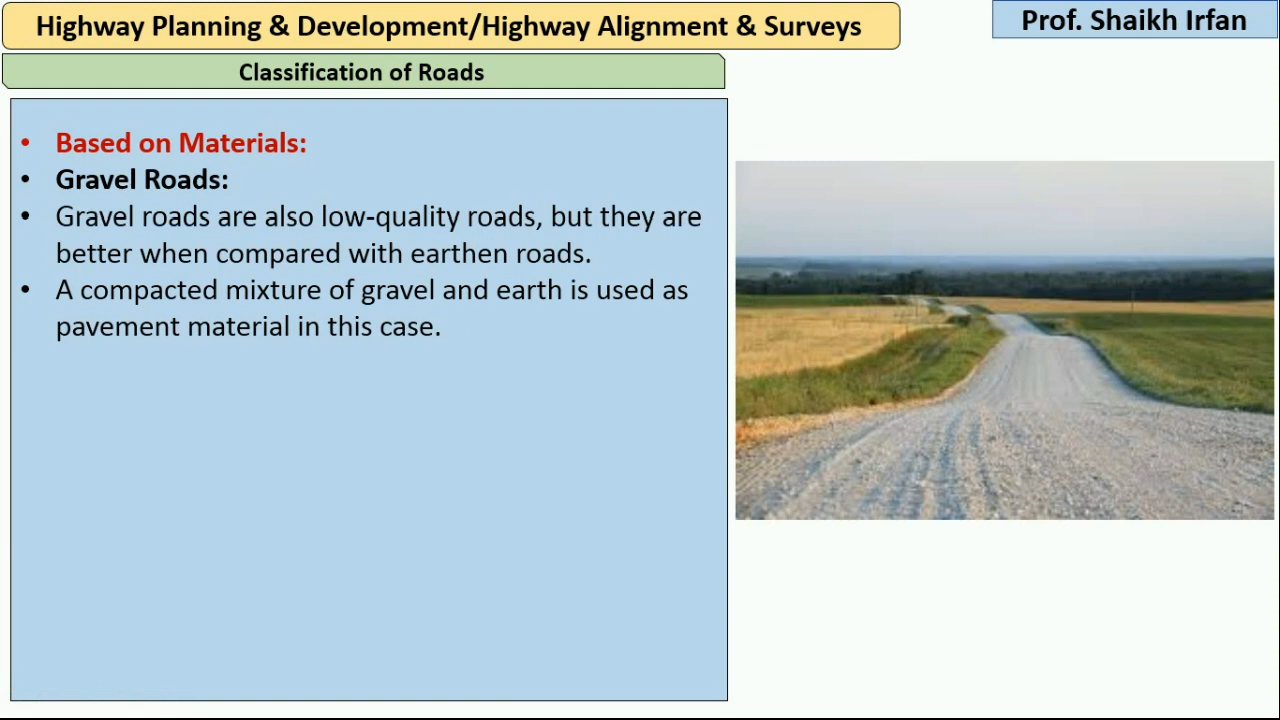 Highway Planning & Development/Highway Alignment & Surveys
Prof. Shaikh Irfan
Classification of Roads
• Based on Materials:
• Gravel Roads:
• Gravel roads are also low-quality roads, but they are
better when compared with earthen roads.
• A compacted mixture of gravel and earth is used as
pavement material in this case.